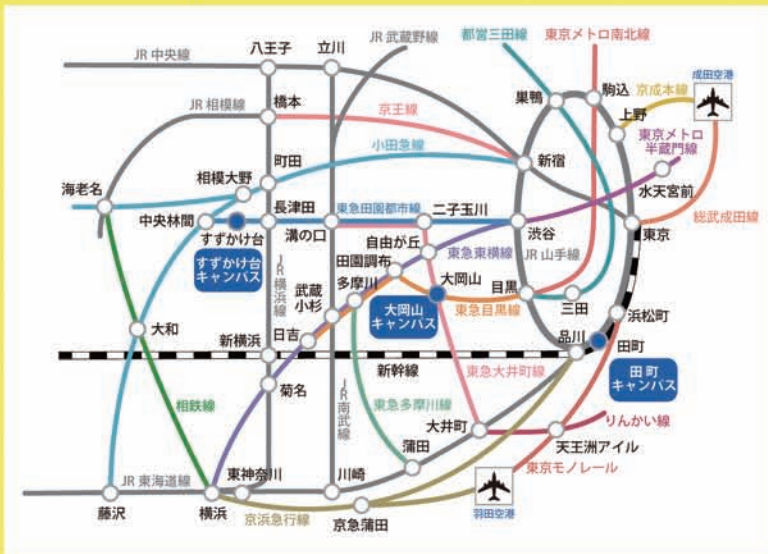 JR 中央線
八王子
立川
JR 武蔵野線
都営三田線
東京メトロ南北線
成田空港
JR 相模線
橋本
京王線
巣鴨
駒込
京成本線
上野
小田急線
東京メトロ
半蔵門線
町田
新宿
海老名
相模大野
水天宮前
中央林間
長津田
東急田園都市線
二子玉川
総武成田線
すずかけ台
溝の口
渋谷
東京
すずかけ台
キャンパス
自由が丘
東急東横線
JR 山手線
田園調布
JR 横浜線
多摩川
大岡山
目黒
武蔵
小杉
大岡山
キャンパス
東急目黒線
三田
浜松町
大和
新横浜
日吉
品川
田町
新幹線
田 町
キャンパス
東急大井町線
菊名
JR 南武線
相鉄線
東急多摩川線
りんかい線
大井町
蒲田
天王洲アイル
JR 東海道線
東神奈川
川崎
東京モノレール
藤沢
横浜
京浜急行線
京急蒲田
羽田空港